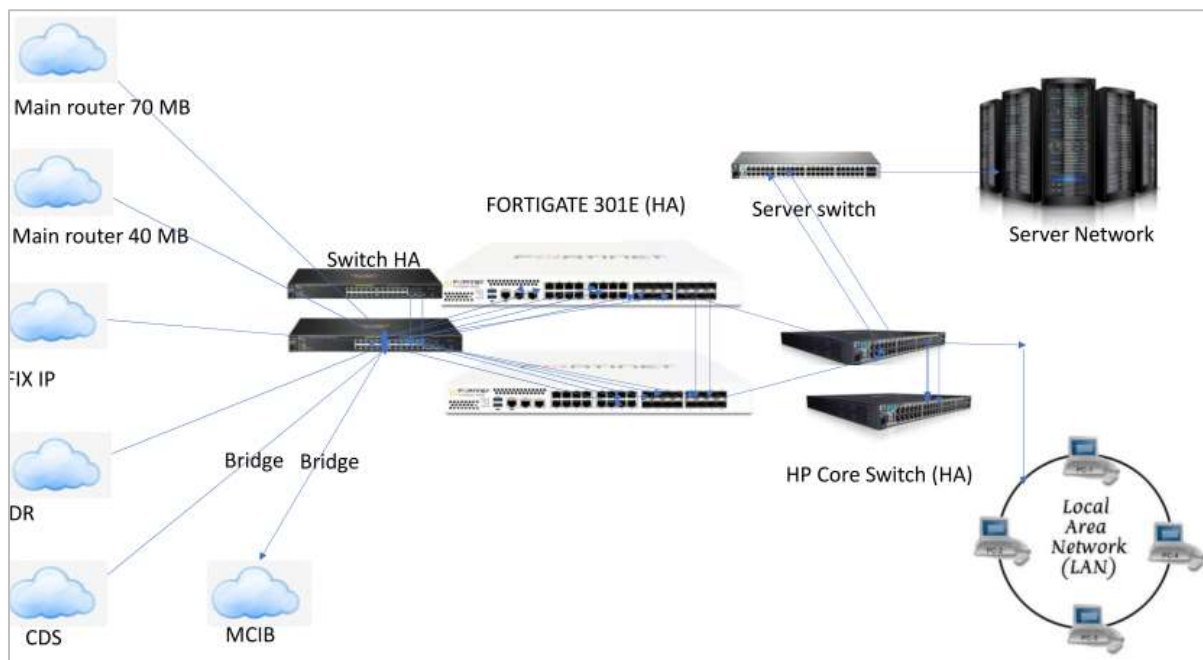 Main router 70 MB
Main router 40 MB
FIX IP
DR
CDS
MCIB
Bridge
Bridge
Switch HA
FORTIGATE 301E (HA)
Server switch
Server Network
HP Core Switch (HA)
Local
Area
Network
(LAN)